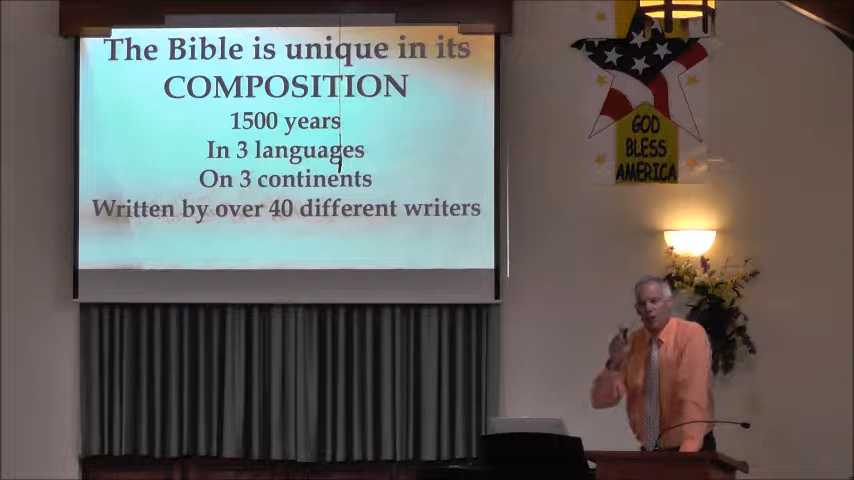 The Bible is unique in its
COMPOSITION
1500 years
In 3 languages
On 3 continents
Written by over 40 different writers
GOD
BLESS
AMERICA